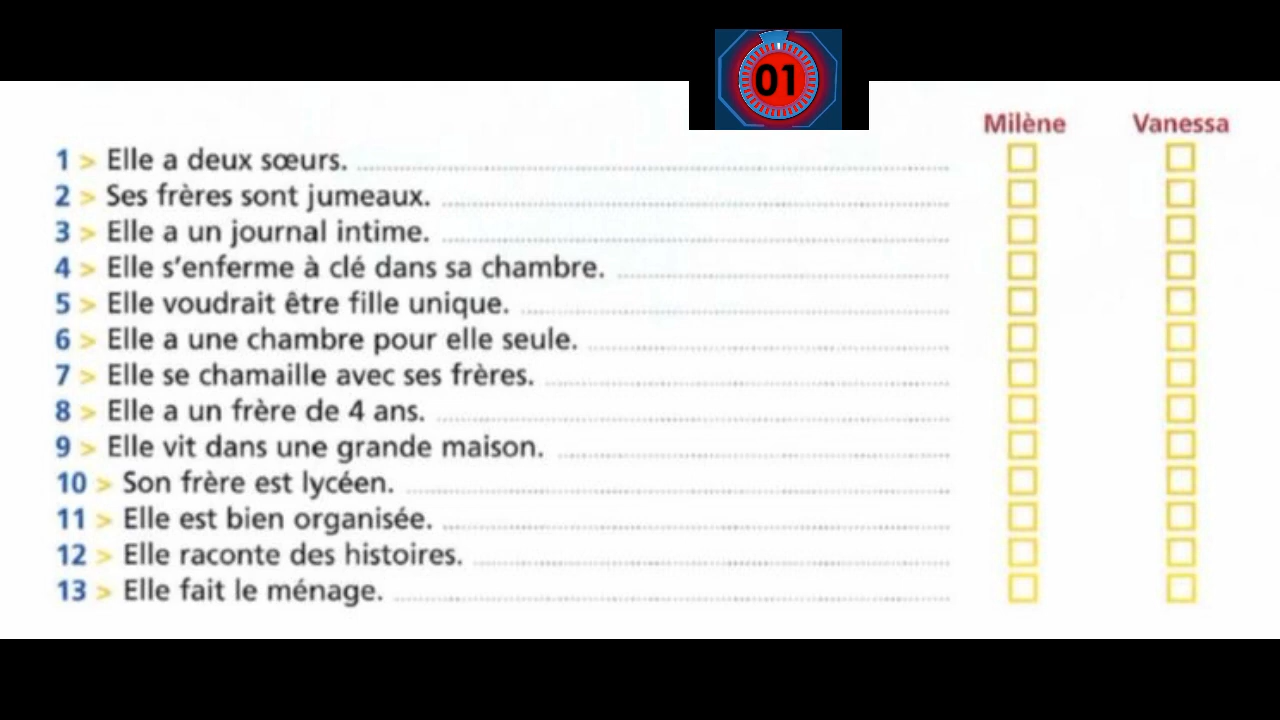 01
Milène Vanessa
1 > Elle a deux sœurs.
2 > Ses frères sont jumeaux.
3 > Elle a un journal intime.
4 > Elle s'enferme à clé dans sa chambre.
5 > Elle voudrait être fille unique.
6 > Elle a une chambre pour elle seule.
7 > Elle se chamaille avec ses frères.
8 > Elle a un frère de 4 ans.
9 > Elle vit dans une grande maison.
10 > Son frère est lycéen.
11 > Elle est bien organisée.
12 > Elle raconte des histoires.
13 > Elle fait le ménage.